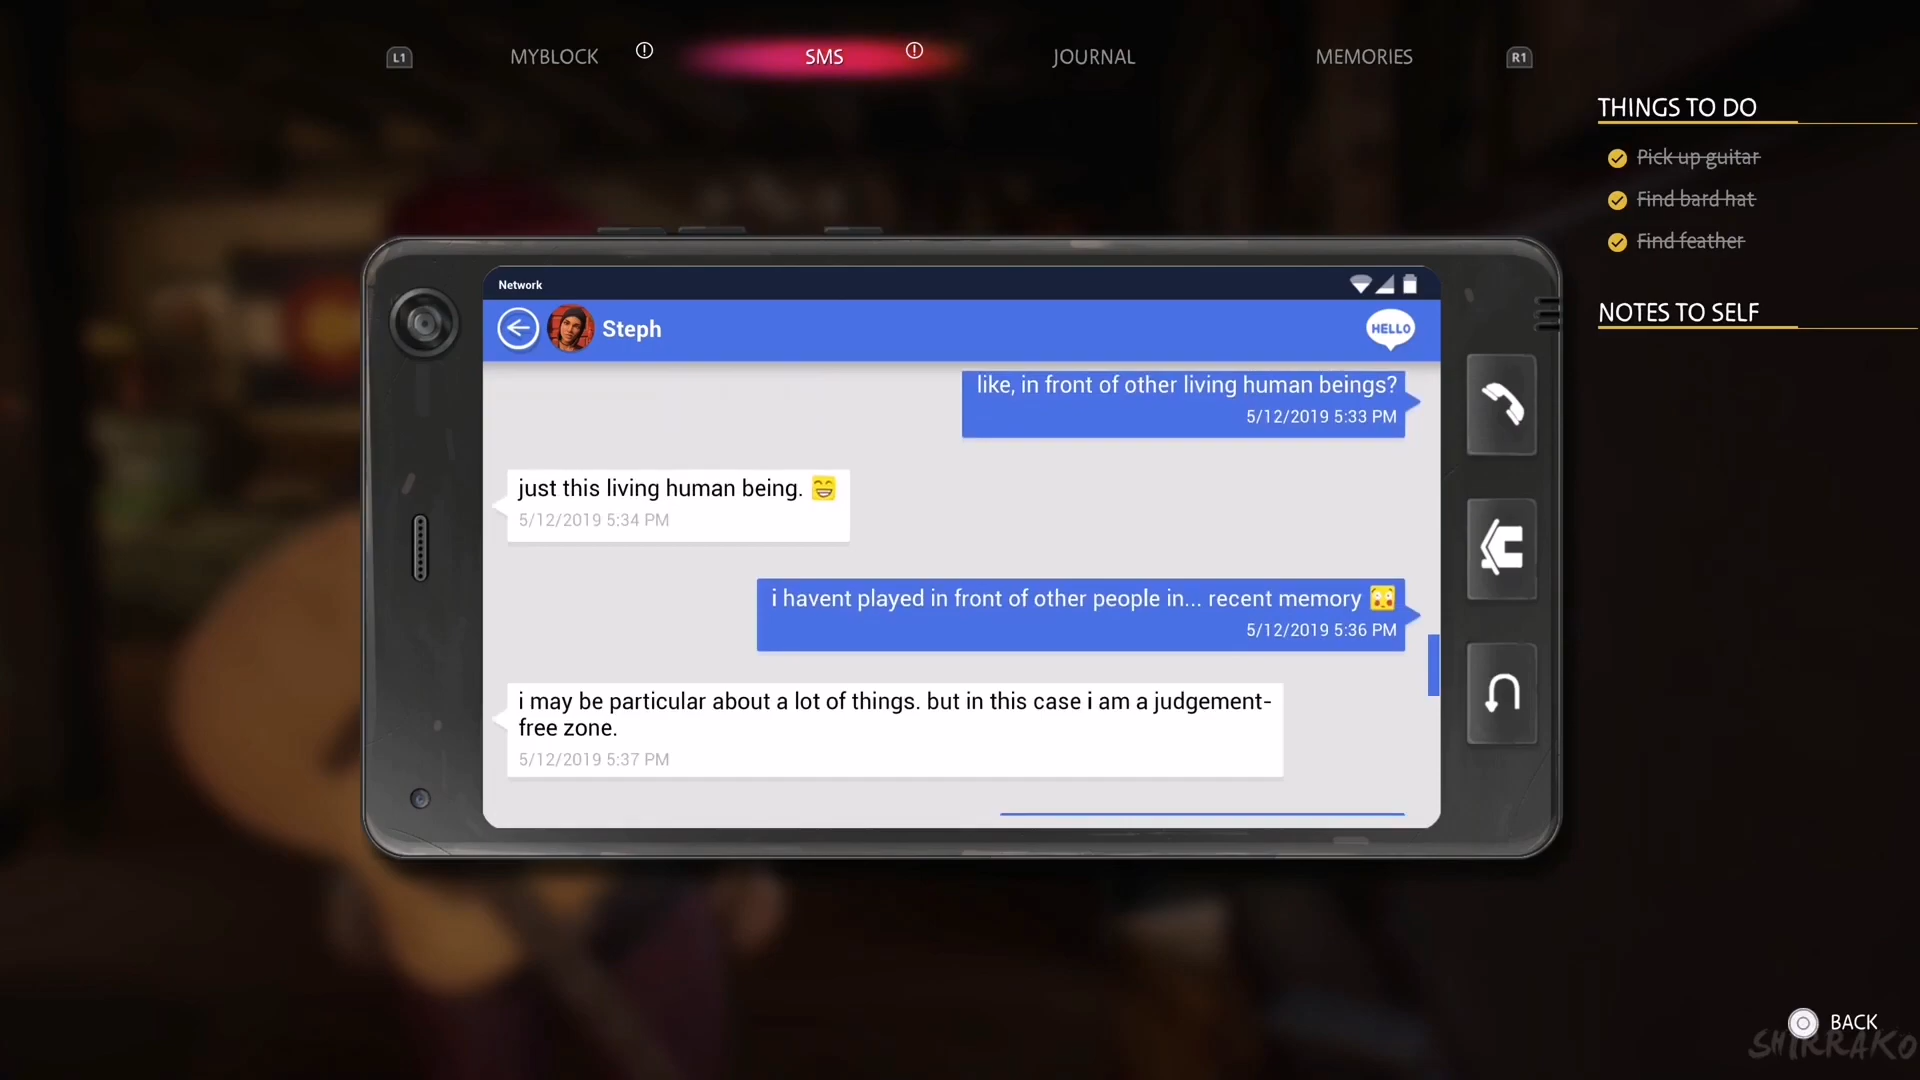 L1
MYBLOCK
SMS
JOURNAL
MEMORIES
R1
THINGS TO DO
Pick up guitar
Find bard hat
Find feather
NOTES TO SELF
Network
Steph
HELLO
like, in front of other living human beings?
5/12/2019 5:33 PM
just this living human being.
5/12/2019 5:34 PM
i havent played in front of other people in... recent memory
5/12/2019 5:36 PM
i may be particular about a lot of things. but in this case i am a judgement-
free zone.
5/12/2019 5:37 PM
BACK
SHIRRAKO